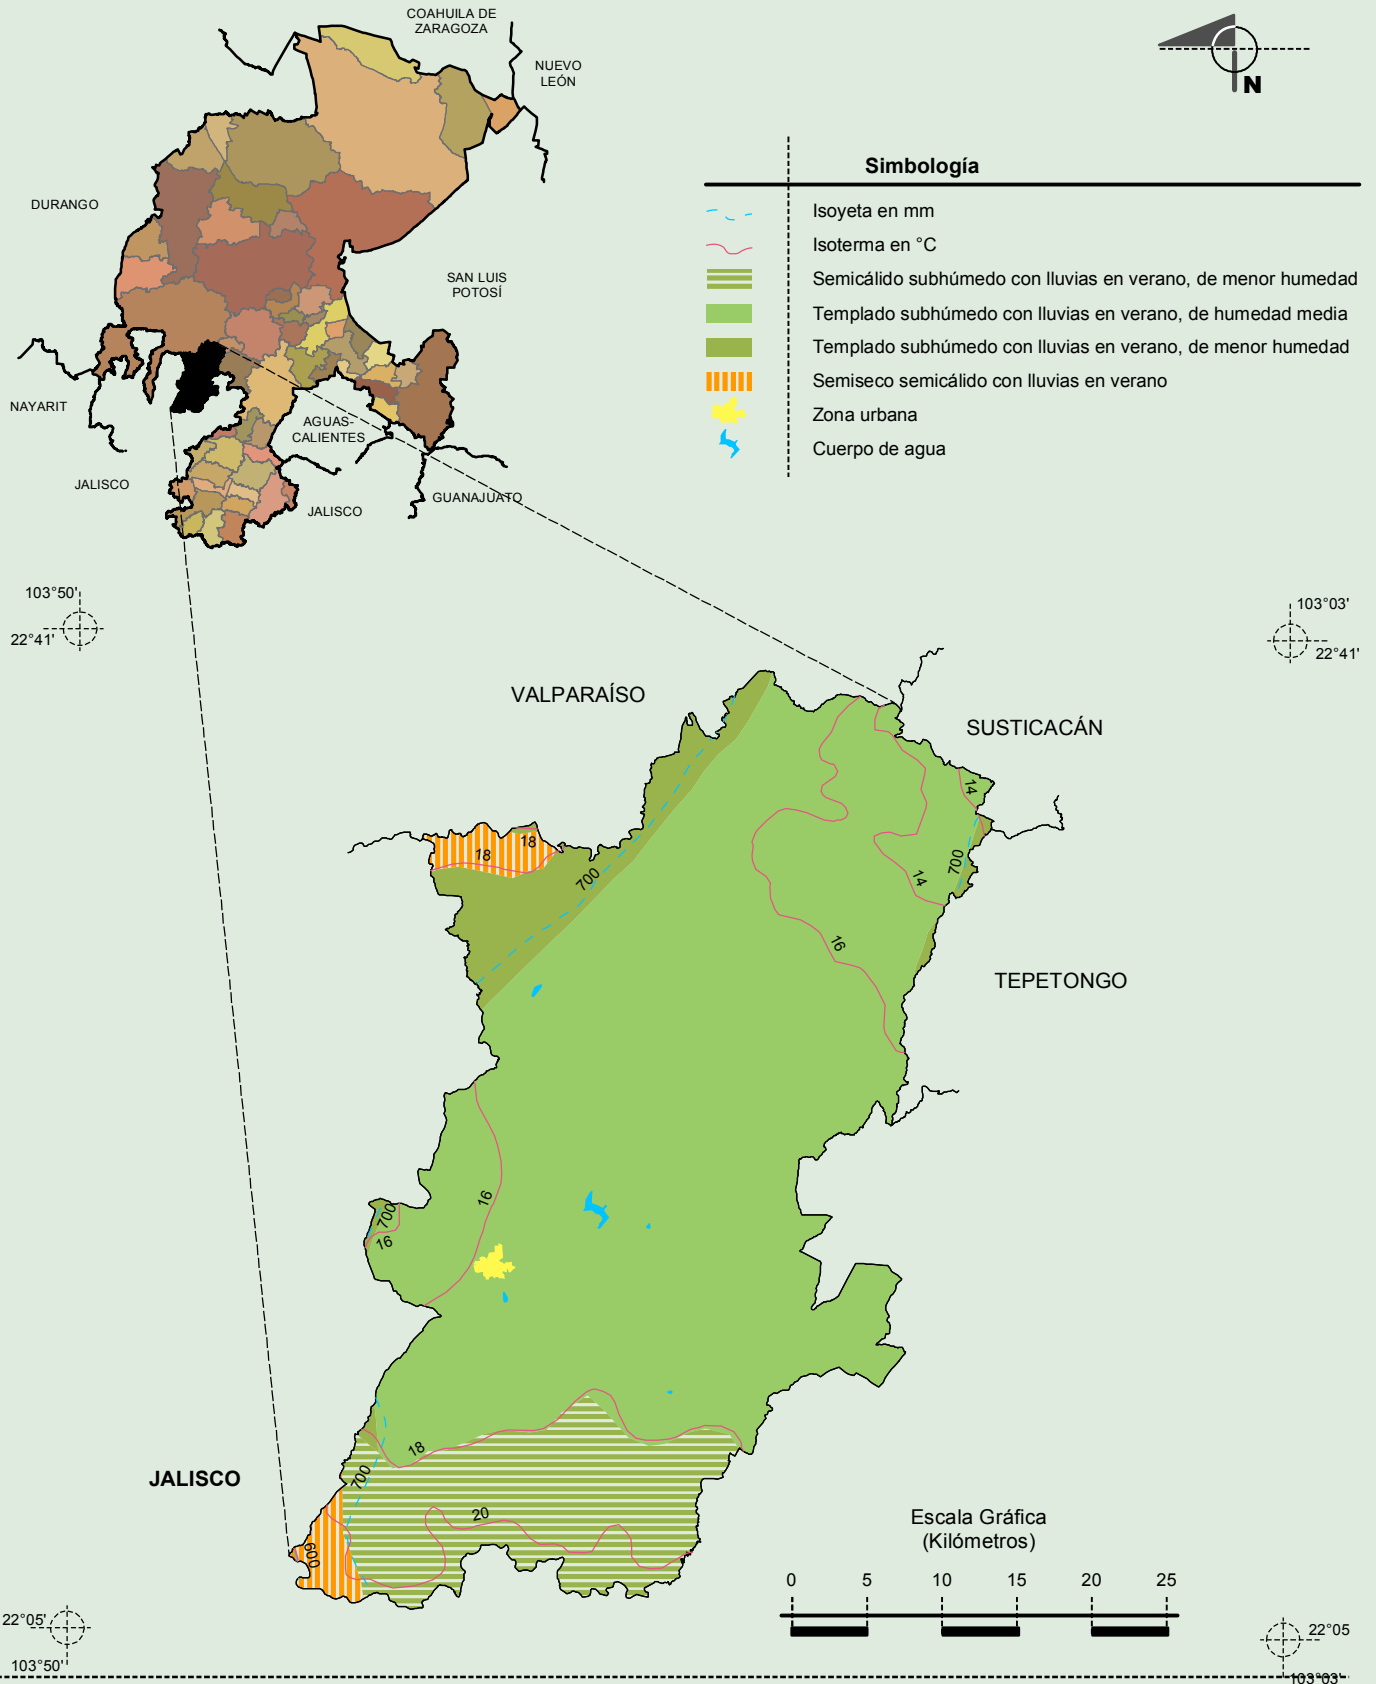 COAHUILA DE
ZARAGOZA
NUEVO
LEÓN
DURANGO
SAN LUIS
POTOSÍ
NAYARIT
AGUAS-
CALIENTES
JALISCO
GUANAJUATO
JALISCO
N
Simbología
Isoyeta en mm
Isoterma en °C
Semicálido subhúmedo con lluvias en verano, de menor humedad
Templado subhúmedo con lluvias en verano, de humedad media
Templado subhúmedo con lluvias en verano, de menor humedad
Semiseco semicálido con lluvias en verano
Zona urbana
Cuerpo de agua
103°50'
22°41'
103°03'
22°41'
VALPARAÍSO
SUSTICACÁN
14
18
18
700
700
14
16
TEPETONGO
16
700
16
18
JALISCO
700
20
600
Escala Gráfica
(Kilómetros)
0 5 10 15 20 25
22°05'
103°50'
22°05
103°03'